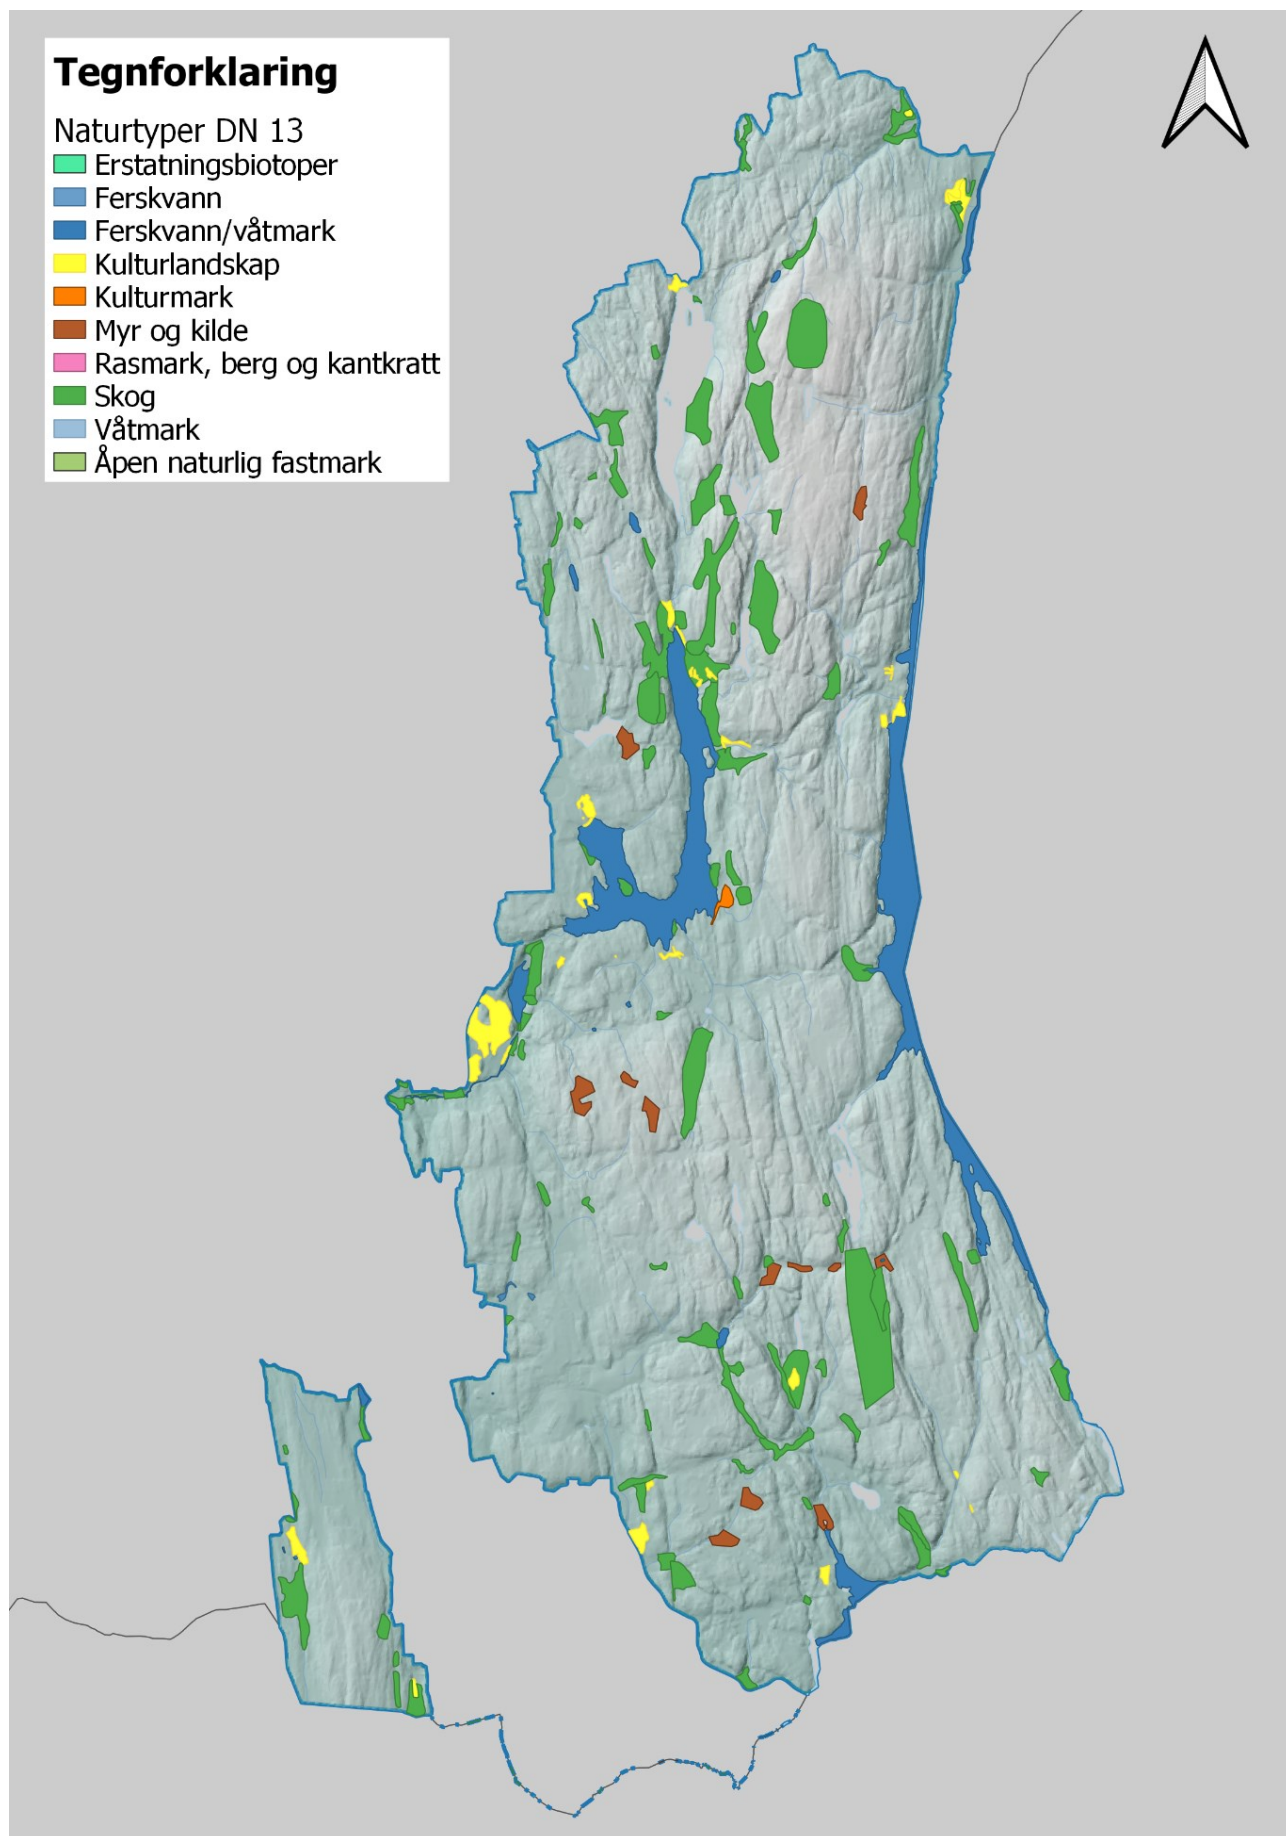 Tegnforklaring
Naturtyper DN 13
Erstatningsbiotoper
Ferskvann
Ferskvann/våtmark
Kulturlandskap
Kulturmark
Myr og kilde
Rasmark, berg og kantkratt
Skog
Våtmark
Åpen naturlig fastmark